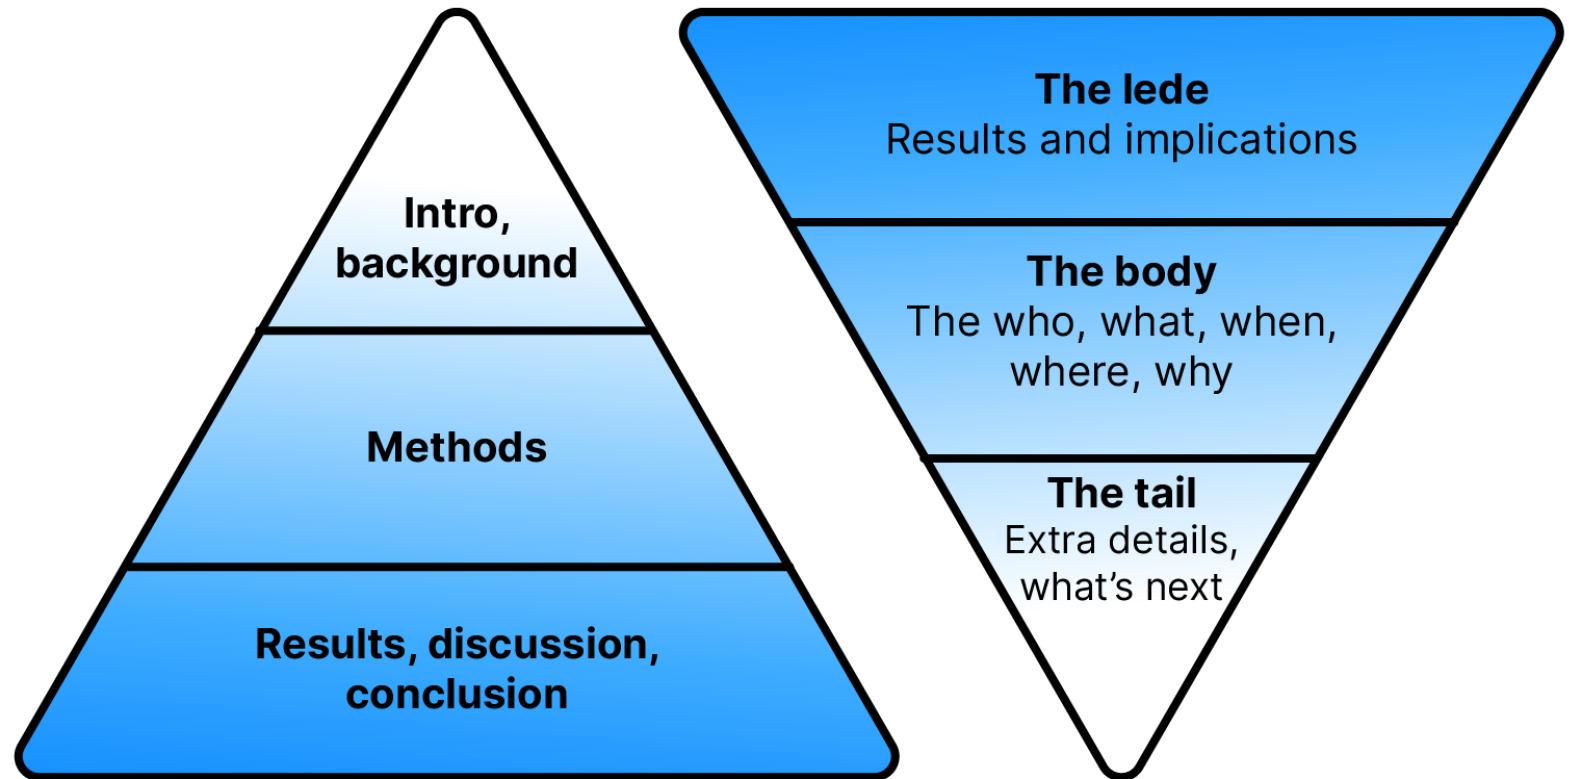 Intro,
background
Methods
Results, discussion,
conclusion
The lede
Results and implications
The body
The who, what, when,
where, why
The tail
Extra details,
what’s next